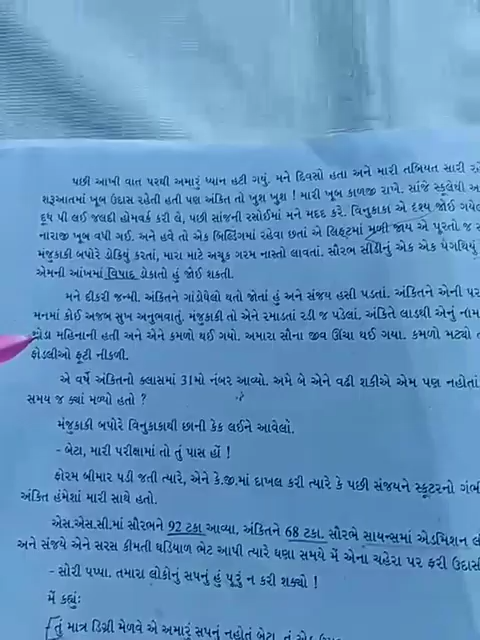 પછી આખી વાત પરથી અમારું ધ્યાન હટી ગયું. મને દિવસો હતા અને મારી તબિયત સારી
શરૂઆતમાં ખૂબ ઉદાસ રહેતી હતી પણ અંકિત તો ખુશ ખુશ ! મારી ખૂબ કાળજી રાખે. સાંજે સ્કૂલેથી
દૂધ પી લઈ જલદી હોમવર્ક કરી લે, પછી સાંજની રસોઈમાં મને મદદ કરે. વિનુકાકા એ દૃશ્ય જોઈ
નારાજી ખૂબ વધી ગઈ. અને હવે તો એક બિલ્ડિંગમાં રહેવા છતાં એ લિફ્ટમાં મળી જાય એ પૂરતો જ
મંજુકાકી બપોરે ડોકિયું કરતાં, મારા માટે અચૂક ગરમ નાસ્તો લાવતાં. સૌરભ સીડીનું એક એક પગથિયું
એમની આંખમાં વિષાદ ડોકાતો હું જોઈ શકતી.
મને દીકરી જન્મી. અંકિતને ગાંડોઘેલો થતો જોતાં હું અને સંજય હસી પડતાં. અંકિતને એની
મનમાં કોઈ અજબ સુખ અનુભવાતું. મંજુકાકી તો એને રમાડતાં રડી જ પડેલાં. અંકિતે લાડથી એનું નામ
થોડા મહિનાની હતી અને એને કમળો થઈ ગયો. અમારા સૌના જીવ ઊંચા થઈ ગયા. કમળો મટ્યો
ફોડલીઓ ફૂટી નીકળી.
એ વર્ષે અંકિતનો ક્લાસમાં 31મો નંબર આવ્યો. અમે બે એને વઢી શકીએ એમ પણ નહોતાં
સમય જ ક્યાં મળ્યો હતો ?
મંજુકાકી બપોરે વિનુકાકાથી છાની કેક લઈને આવેલાં.
- બેટા, મારી પરીક્ષામાં તો તું પાસ હોં !
ફોરમ બીમાર પડી જતી ત્યારે, એને કે.જી.માં દાખલ કરી ત્યારે કે પછી સંજયને સ્કૂટરનો
અંકિત હંમેશાં મારી સાથે હતો.
એસ.એસ.સી.માં સૌરભને 92 ટકા આવ્યા, અંકિતને 68 ટકા. સૌરભે સાયન્સમાં એડમિશન
અને સંજયે એને સરસ કીમતી ઘડિયાળ ભેટ આપી ત્યારે ઘણા સમયે મેં એના ચહેરા પર ફરી
- સોરી પપ્પા. તમારા લોકોનું સપનું હું પૂરું ન કરી શક્યો !
મેં કહ્યું:
તું માત્ર ડિગ્રી મેળવે એ અમારું સપનું નહોતું બેટા.